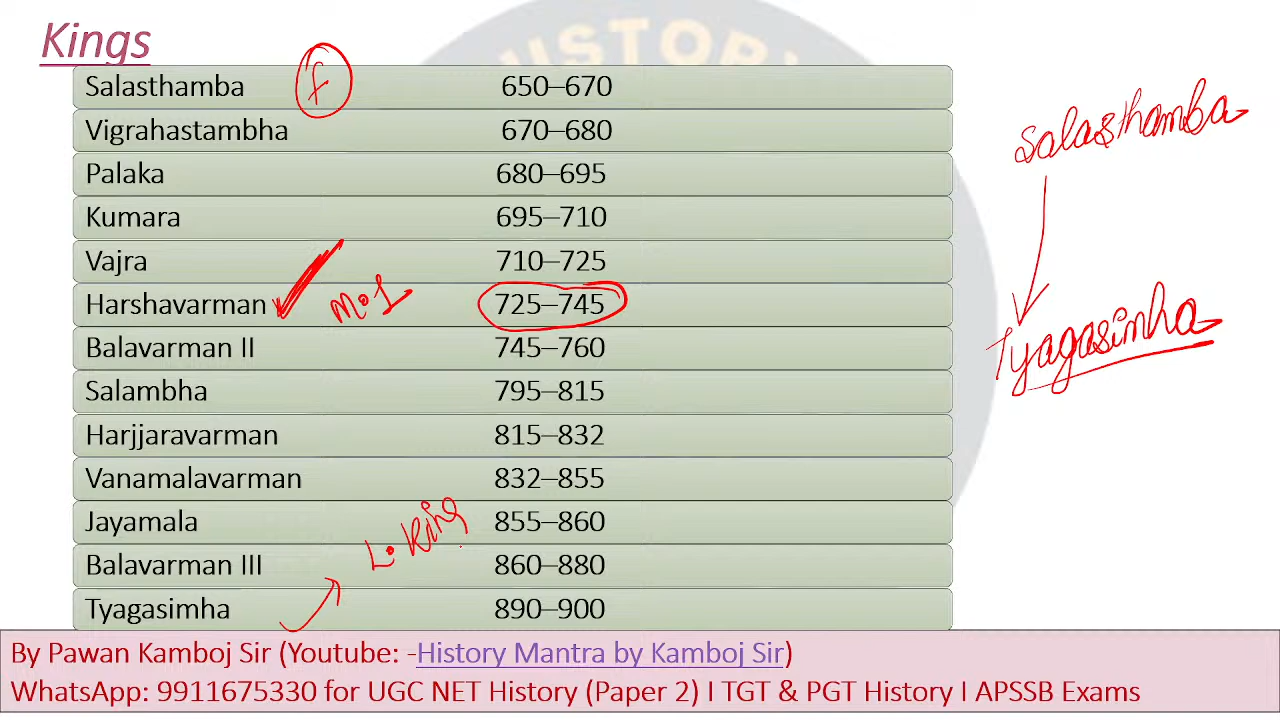 HISTORY
Kings
Salasthamba f 650–670
Vigrahastambha 670–680
Palaka 680–695
Kumara 695–710
Vajra 710–725
Harshavarman M.I 725–745
Balavarman II 745–760
Salambha 795–815
Harjjaravarman 815–832
Vanamalavarman 832–855
Jayamala 855–860
L. King
Balavarman III 860–880
Tyagasimha 890–900
Salasthamba
Tyagasimha
By Pawan Kamboj Sir (Youtube: -History Mantra by Kamboj Sir)
WhatsApp: 9911675330 for UGC NET History (Paper 2) I TGT & PGT History I APSSB Exams